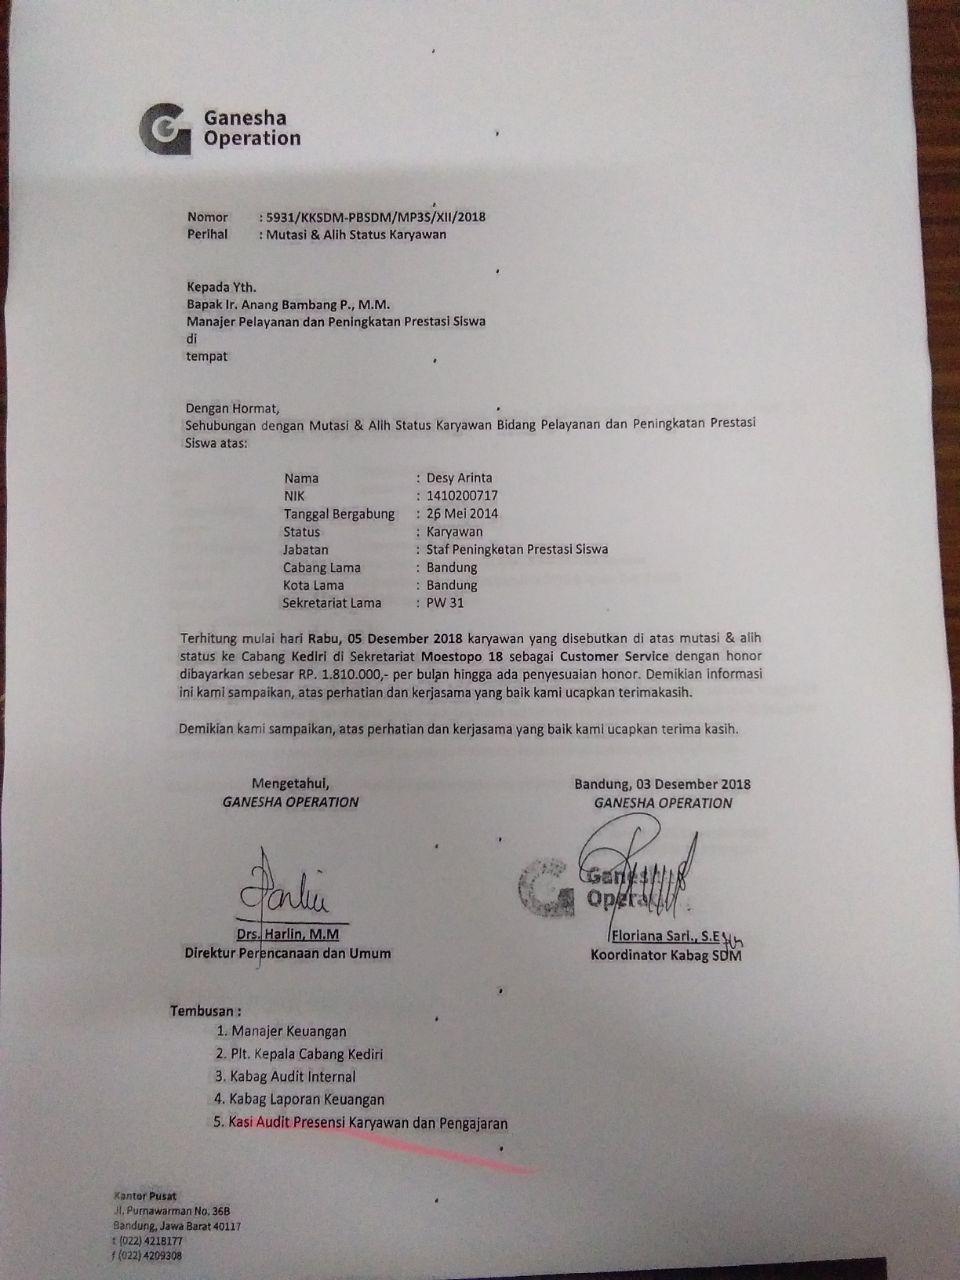 Ganesha
Operation
Nomor : 5931/KKSDM-PBSDM/MP3S/XII/2018
Perihal : Mutasi & Alih Status Karyawan
Kepada Yth.
Bapak Ir. Anang Bambang P., M.M.
Manajer Pelayanan dan Peningkatan Prestasi Siswa
di
tempat
Dengan Hormat,
Sehubungan dengan Mutasi & Alih Status Karyawan Bidang Pelayanan dan Peningkatan Prestasi
Siswa atas:
Nama : Desy Arinta
NIK : 1410200717
Tanggal Bergabung : 26 Mei 2014
Status : Karyawan
Jabatan : Staf Peningkatan Prestasi Siswa
Cabang Lama : Bandung
Kota Lama : Bandung
Sekretariat Lama : PW 31
Terhitung mulai hari Rabu, 05 Desember 2018 karyawan yang disebutkan di atas mutasi & alih
status ke Cabang Kediri di Sekretariat Moestopo 18 sebagai Customer Service dengan honor
dibayarkan sebesar RP. 1.810.000,- per bulan hingga ada penyesuaian honor. Demikian informasi
ini kami sampaikan, atas perhatian dan kerjasama yang baik kami ucapkan terimakasih.
Demikian kami sampaikan, atas perhatian dan kerjasama yang baik kami ucapkan terima kasih.
Mengetahui,
GANESHA OPERATION
Bandung, 03 Desember 2018
GANESHA OPERATION
Ganesha
Opera
Drs. Harlin, M.M
Direktur Perencanaan dan Umum
Floriana Sari., S.E
Koordinator Kabag SDM
Tembusan :
1. Manajer Keuangan
2. Plt. Kepala Cabang Kediri
3. Kabag Audit Internal
4. Kabag Laporan Keuangan
5. Kasi Audit Presensi Karyawan dan Pengajaran
Kantor Pusat
Jl. Purnawarman No. 36B
Bandung, Jawa Barat 40117
t (022) 4218177
f (022) 4209308